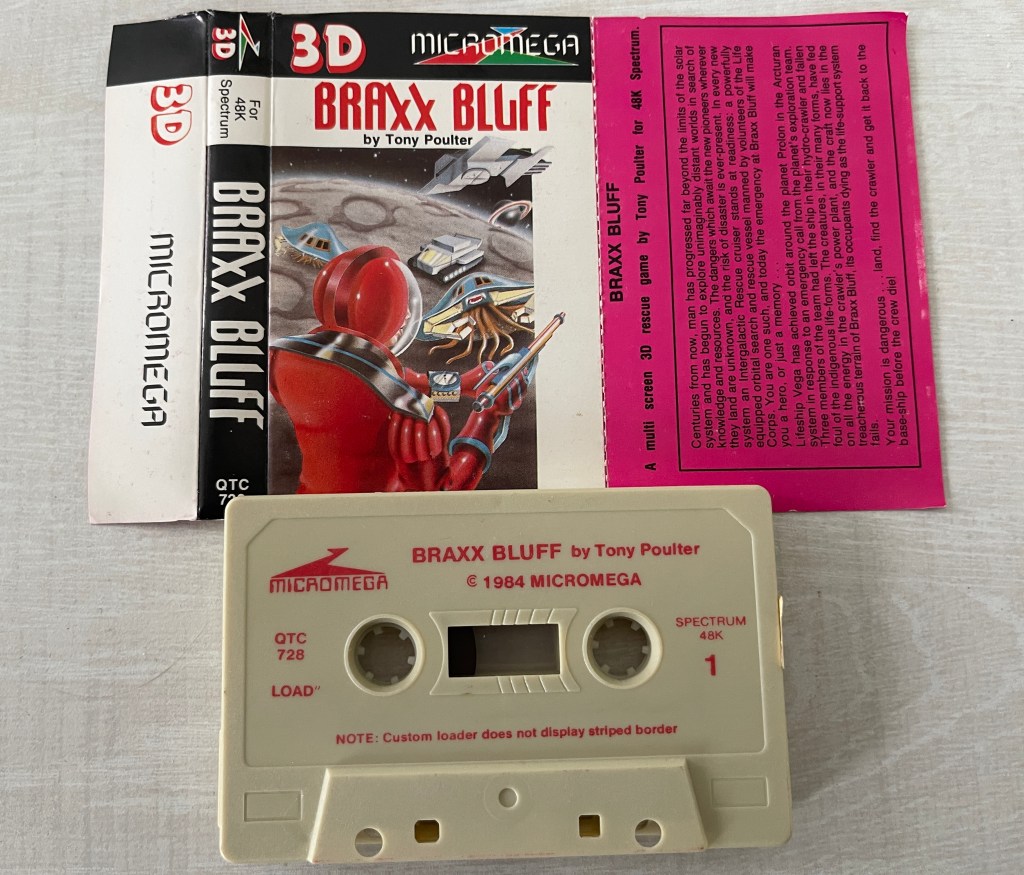 3D
MICROMEGA
3D
For
48K
Spectrum
BRAXX BLUFF
QTC
3D
MICROMEGA
BRAXX BLUFF
by Tony Poulter
A multi screen 3D rescue game by Tony Poulter for 48K Spectrum.
BRAXX BLUFF
Centuries from now, man has progressed far beyond the limits of the solar
system and has begun to explore unimaginably distant worlds in search of
knowledge and resources. The dangers which await the new pioneers wherever
they land are unknown, and the risk of disaster is ever-present. In every new
system, an Intergalactic Rescue cruiser stands at readiness: a powerfully
equipped orbital search and rescue vessel manned by volunteers of the Life
Corps. You are one such, and today the emergency at Braxx Bluff will make
you a hero, or just a memory . . .
Lifeship Vega has achieved orbit around the planet Prolon in the Arcturan
system in response to an emergency call from the planet's exploration team.
Three members of the team had left the ship in their hydro-crawler and fallen
foul of the indigenous life-forms. The creatures, in their many forms, have fed
on all the energy in the crawler's power plant, and the craft now lies in the
treacherous terrain of Braxx Bluff, its occupants dying as the life-support system
fails.
Your mission is dangerous . . . land, find the crawler and get it back to the
base-ship before the crew die!
MICROMEGA
BRAXX BLUFF by Tony Poulter
© 1984 MICROMEGA
QTC
728
LOAD"
SPECTRUM
48K
1
NOTE: Custom loader does not display striped border